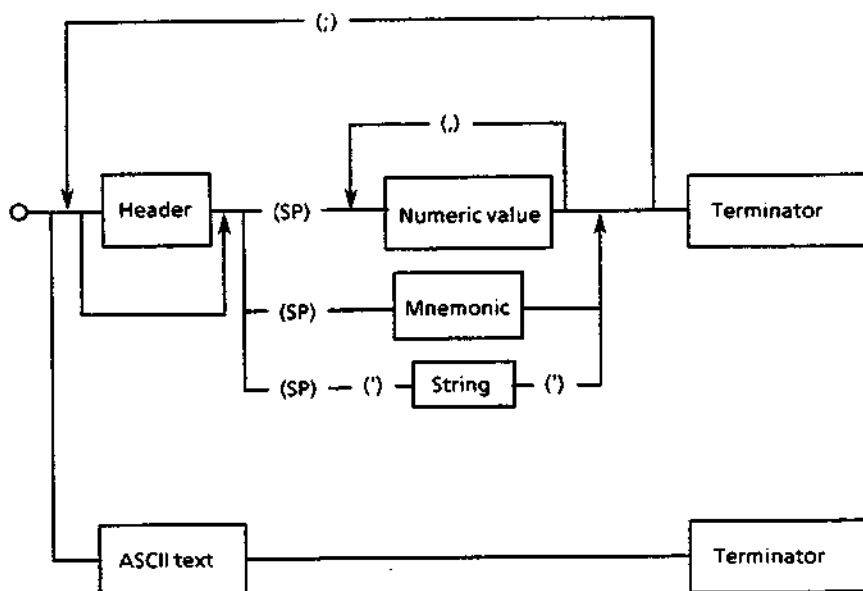 (;)
(,)
Header (SP) Numeric value Terminator
(SP) Mnemonic
(SP) (') String (')
ASCII text Terminator